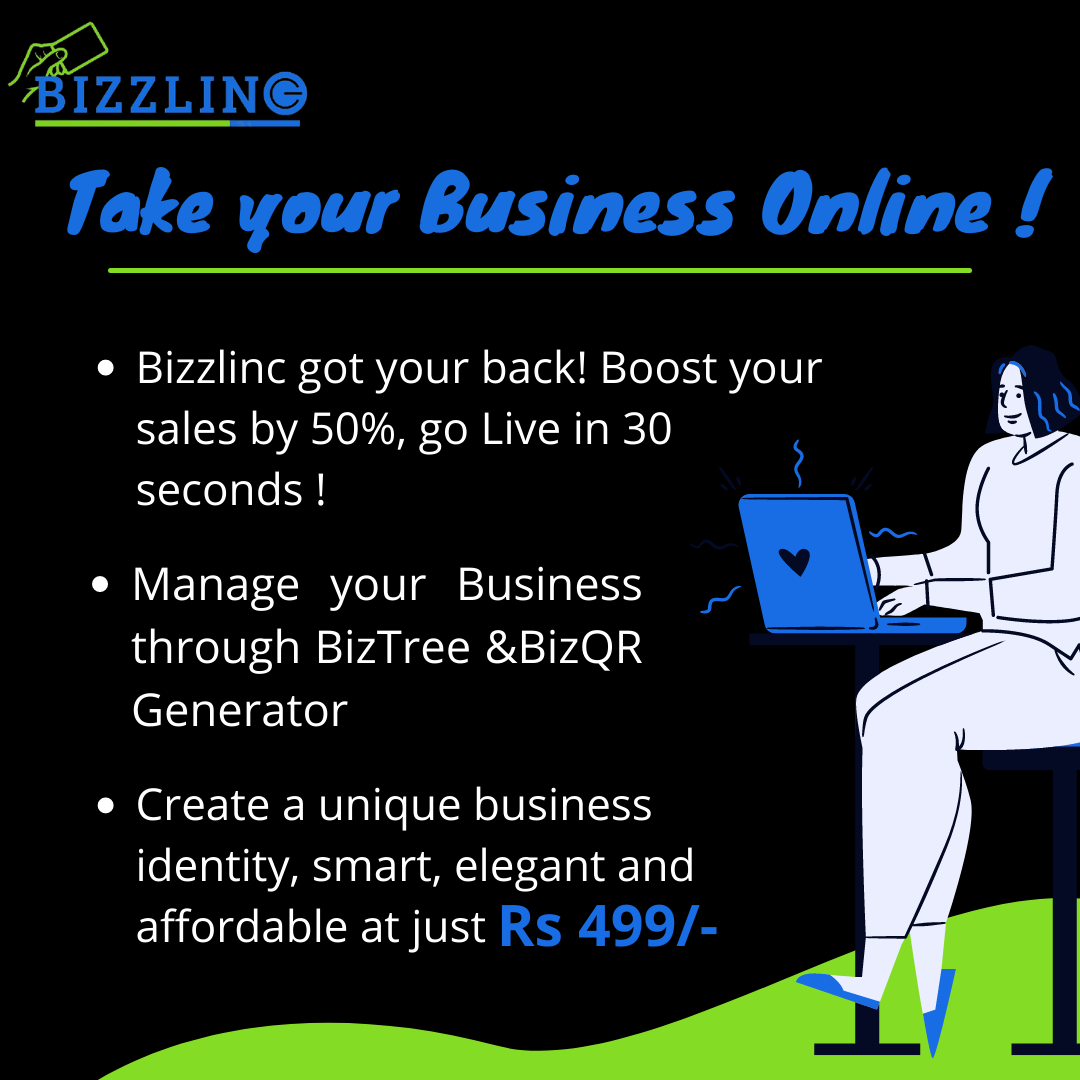 BIZZLINC
Take your Business Online !
Bizzlinc got your back! Boost your
sales by 50%, go Live in 30
seconds !
Manage your Business
through BizTree &BizQR
Generator
Create a unique business
identity, smart, elegant and
affordable at just Rs 499/-